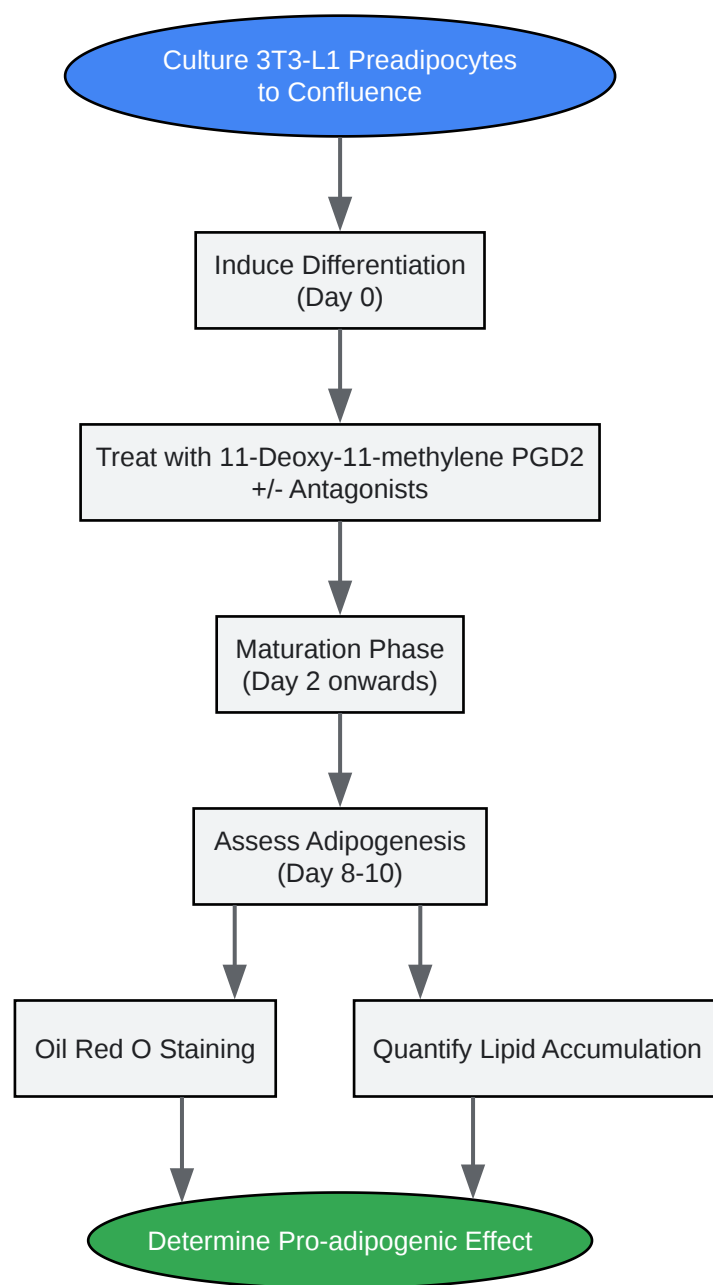 Culture 3T3-L1 Preadipocytes
to Confluence
Induce Differentiation
(Day 0)
Treat with 11-Deoxy-11-methylene PGD2
+/- Antagonists
Maturation Phase
(Day 2 onwards)
Assess Adipogenesis
(Day 8-10)
Oil Red O Staining
Quantify Lipid Accumulation
Determine Pro-adipogenic Effect